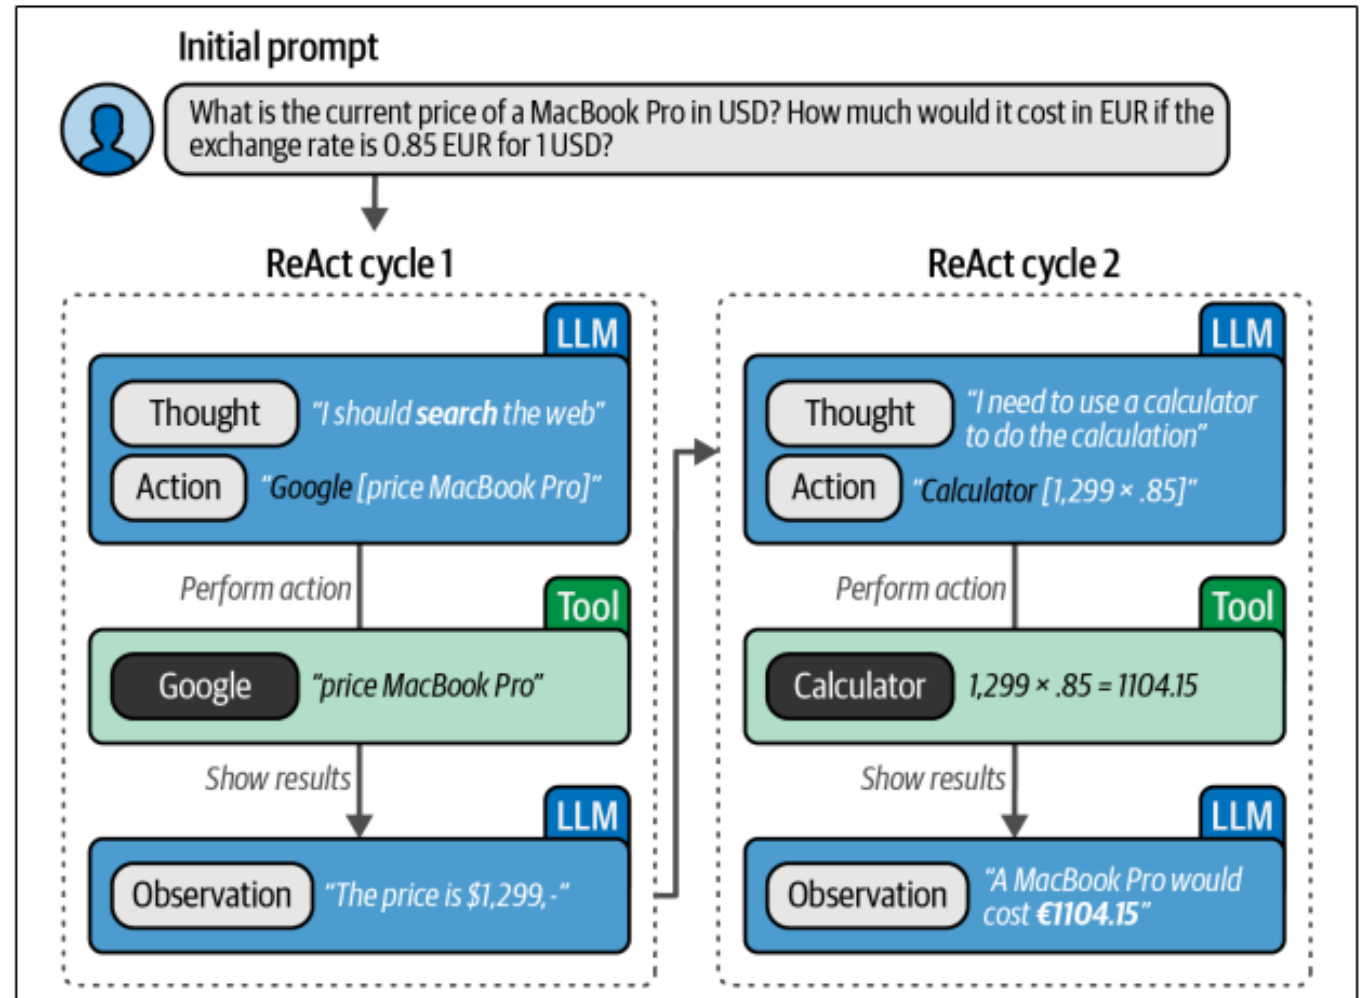 Initial prompt
What is the current price of a MacBook Pro in USD? How much would it cost in EUR if the
exchange rate is 0.85 EUR for 1 USD?
ReAct cycle 1
LLM
Thought "I should search the web"
Action "Google [price MacBook Pro]"
Perform action
Tool
Google "price MacBook Pro"
Show results
LLM
Observation "The price is $1,299,-"
ReAct cycle 2
LLM
Thought "I need to use a calculator
to do the calculation"
Action "Calculator [1,299 × .85]"
Perform action
Tool
Calculator 1,299 × .85 = 1104.15
Show results
LLM
Observation "A MacBook Pro would
cost €1104.15"